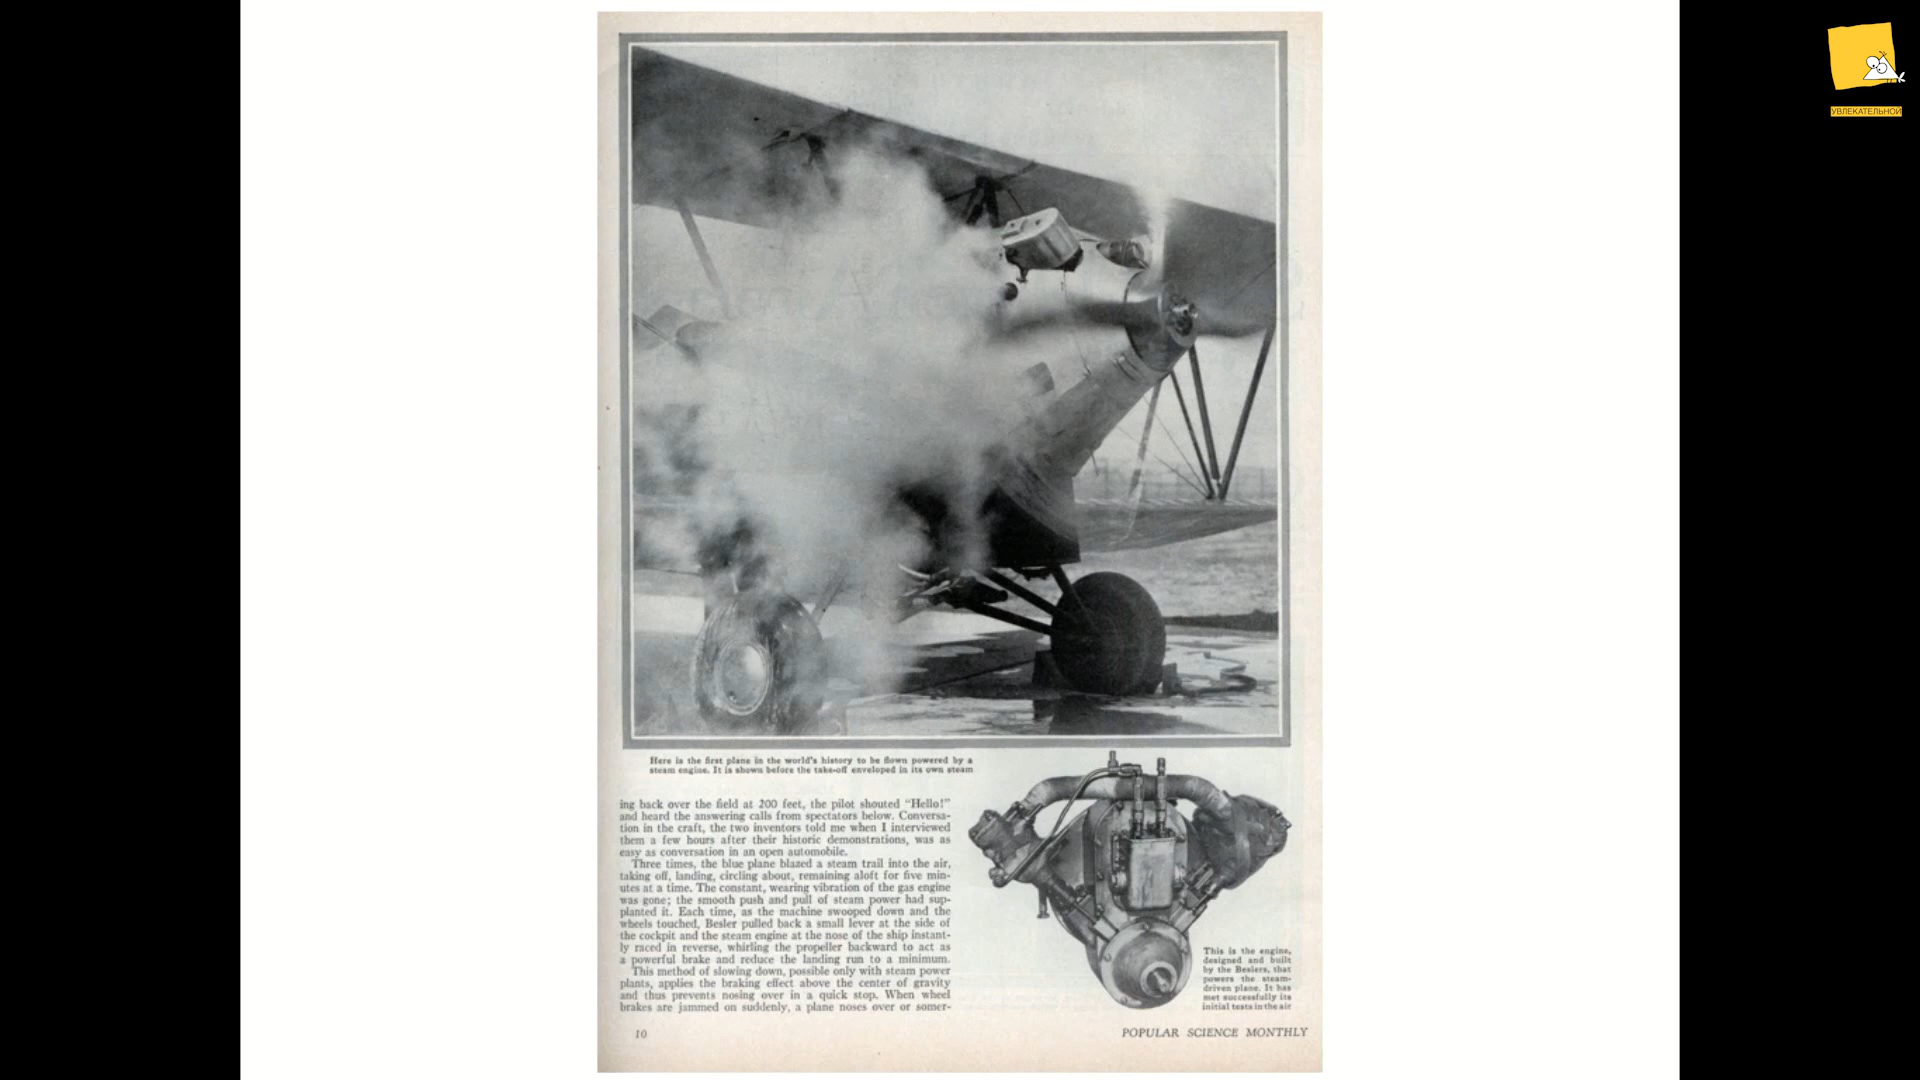 УВЛЕКАТЕЛЬНОЙ
Here is the first plane in the world's history to be flown powered by a
steam engine. It is shown before the take-off enveloped in its own steam
ing back over the field at 200 feet, the pilot shouted "Hello!"
and heard the answering calls from spectators below. Conversa-
tion in the craft, the two inventors told me when I interviewed
them a few hours after their historic demonstrations, was as
easy as conversation in an open automobile.
Three times, the blue plane blazed a steam trail into the air,
taking off, landing, circling about, remaining aloft for five min-
utes at a time. The constant, wearing vibration of the gas engine
was gone; the smooth push and pull of steam power had sup-
planted it. Each time, as the machine swooped down and the
wheels touched, Besler pulled back a small lever at the side of
the cockpit and the steam engine at the nose of the ship instant-
ly raced in reverse, whirling the propeller backward to act as
a powerful brake and reduce the landing run to a minimum.
This method of slowing down, possible only with steam power
plants, applies the braking effect above the center of gravity
and thus prevents nosing over in a quick stop. When wheel
brakes are jammed on suddenly, a plane noses over or somer-
This is the engine,
designed and built
by the Beslers, that
powers the steam-
driven plane. It has
met successfully its
initial tests in the air
10
POPULAR SCIENCE MONTHLY